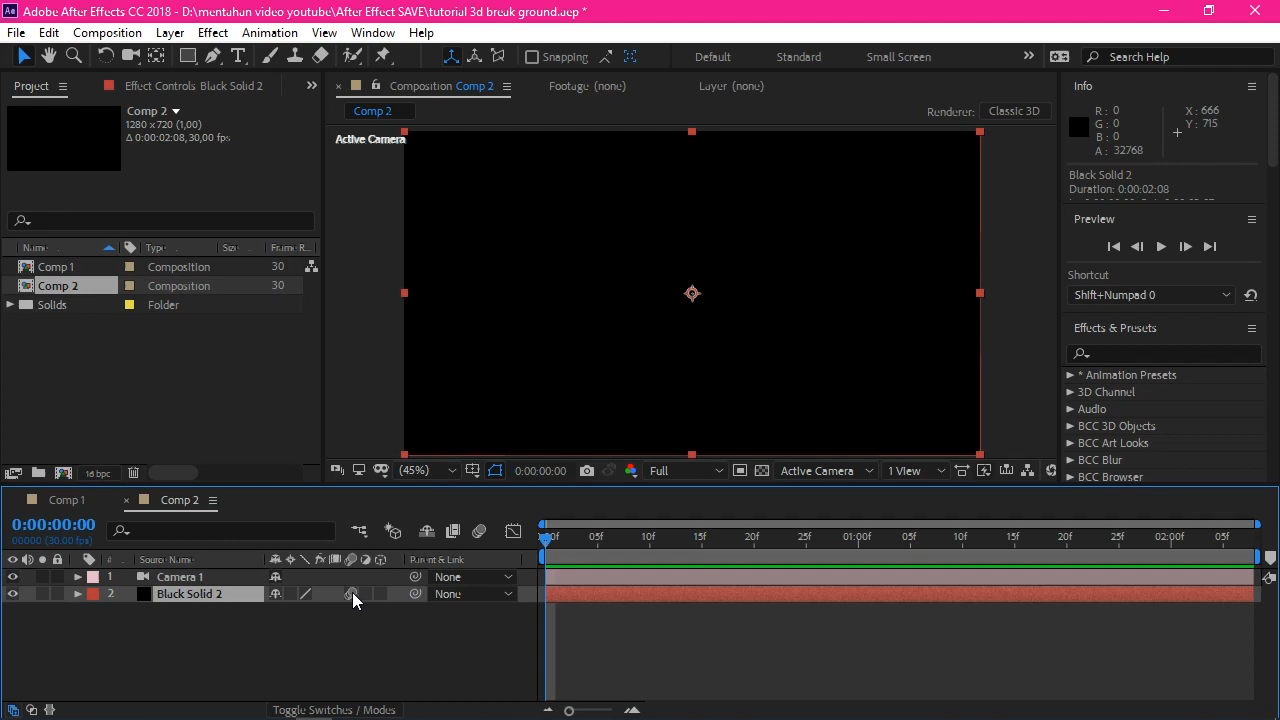 Ae Adobe After Effects CC 2018 - D:\mentahan video youtube\After Effect SAVE\tutorial 3d break ground.aep *
File Edit Composition Layer Effect Animation View Window Help
Snapping Default Standard Small Screen Search Help
Project Effect Controls Black Solid 2
Composition Comp 2 Footage (none) Layer (none)
Info
Comp 2
1280 x 720 (1,00)
Δ 0:00:02:08, 30,00 fps
Comp 2
Renderer: Classic 3D
R: 0
G: 0
B: 0
A: 32768
X: 666
Y: 715
Active Camera
Black Solid 2
Duration: 0:00:02:08
Preview
Shortcut
Shift+Numpad 0
Name Type Size Frame R...
Comp 1 Composition 30
Comp 2 Composition 30
Solids Folder
Effects & Presets
* Animation Presets
3D Channel
Audio
BCC 3D Objects
BCC Art Looks
BCC Blur
BCC Browser
16 bpc
(45%) 0:00:00:00 Full Active Camera 1 View
Comp 1 Comp 2
0:00:00:00
00000 (30.00 fps)
:00f 05f 10f 15f 20f 25f 01:00f 05f 10f 15f 20f 25f 02:00f 05f
# Source Name fx Parent & Link
1 Camera 1 None
2 Black Solid 2 None
Toggle Switches / Modes